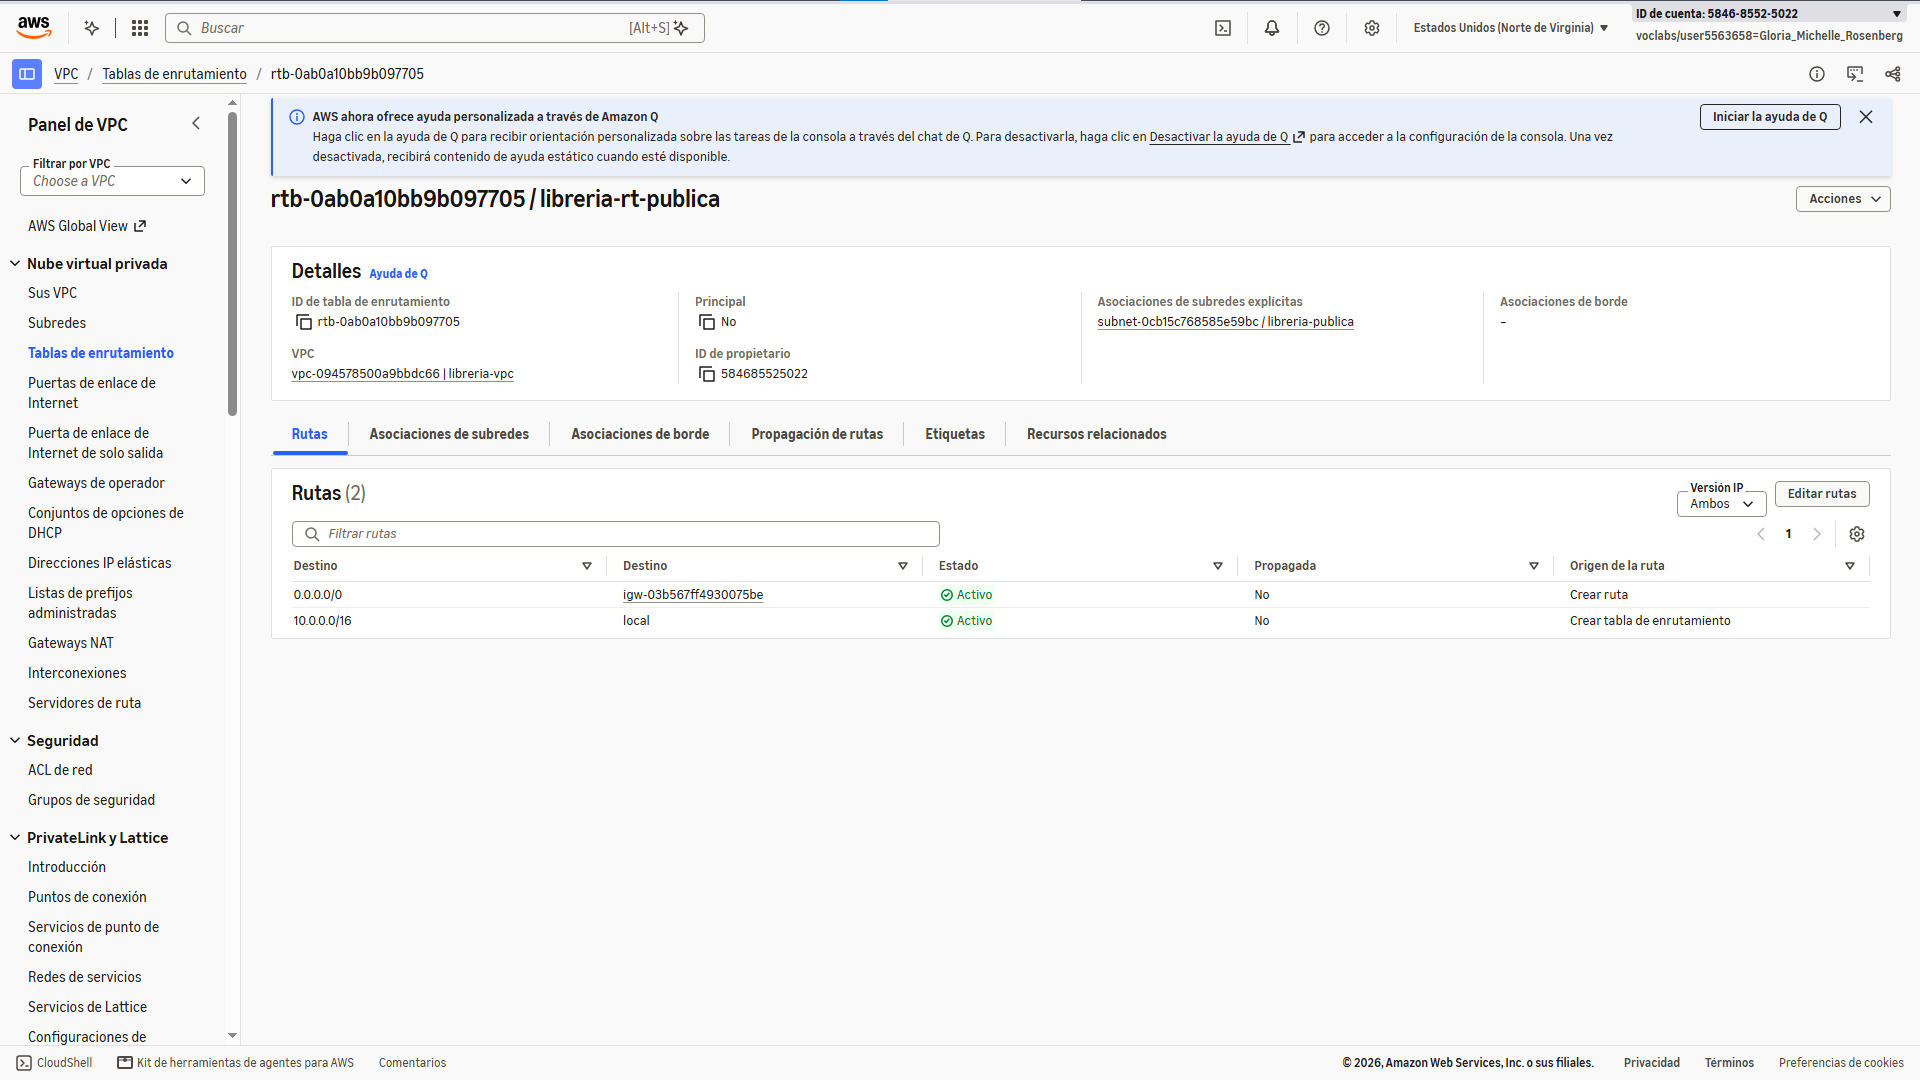 aws
Buscar
[Alt+S]
Estados Unidos (Norte de Virginia)
ID de cuenta: 5846-8552-5022
voclabs/user5563658=Gloria_Michelle_Rosenberg
VPC / Tablas de enrutamiento / rtb-0ab0a10bb9b097705
Panel de VPC
Filtrar por VPC
Choose a VPC
AWS Global View
Nube virtual privada
Sus VPC
Subredes
Tablas de enrutamiento
Puertas de enlace de
Internet
Puerta de enlace de
Internet de solo salida
Gateways de operador
Conjuntos de opciones de
DHCP
Direcciones IP elásticas
Listas de prefijos
administradas
Gateways NAT
Interconexiones
Servidores de ruta
Seguridad
ACL de red
Grupos de seguridad
PrivateLink y Lattice
Introducción
Puntos de conexión
Servicios de punto de
conexión
Redes de servicios
Servicios de Lattice
Configuraciones de
AWS ahora ofrece ayuda personalizada a través de Amazon Q
Haga clic en la ayuda de Q para recibir orientación personalizada sobre las tareas de la consola a través del chat de Q. Para desactivarla, haga clic en Desactivar la ayuda de Q para acceder a la configuración de la consola. Una vez
desactivada, recibirá contenido de ayuda estático cuando esté disponible.
Iniciar la ayuda de Q
rtb-0ab0a10bb9b097705 / libreria-rt-publica
Acciones
Detalles Ayuda de Q
ID de tabla de enrutamiento
rtb-0ab0a10bb9b097705
VPC
vpc-094578500a9bbdc66 | libreria-vpc
Principal
No
ID de propietario
584685525022
Asociaciones de subredes explícitas
subnet-0cb15c768585e59bc / libreria-publica
Asociaciones de borde
–
Rutas Asociaciones de subredes Asociaciones de borde Propagación de rutas Etiquetas Recursos relacionados
Rutas (2)
Versión IP
Ambos
Editar rutas
Filtrar rutas
1
Destino Destino Estado Propagada Origen de la ruta
0.0.0.0/0 igw-03b567ff4930075be Activo No Crear ruta
10.0.0.0/16 local Activo No Crear tabla de enrutamiento
CloudShell Kit de herramientas de agentes para AWS Comentarios
© 2026, Amazon Web Services, Inc. o sus filiales. Privacidad Términos Preferencias de cookies